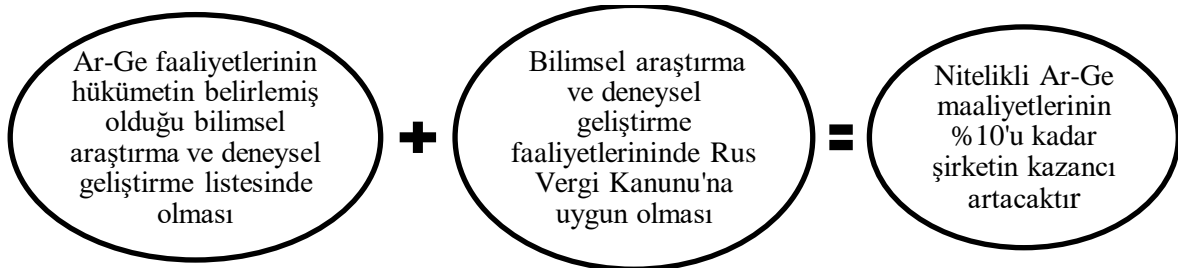 Ar-Ge faaliyetlerinin
hükümetin belirlemiş
olduğu bilimsel
araştırma ve deneysel
geliştirme listesinde
olması
+
Bilimsel araştırma
ve deneysel
geliştirme
faaliyetlerininde Rus
Vergi Kanunu'na
uygun olması
=
Nitelikli Ar-Ge
maaliyetlerinin
%10'u kadar
şirketin kazancı
artacaktır